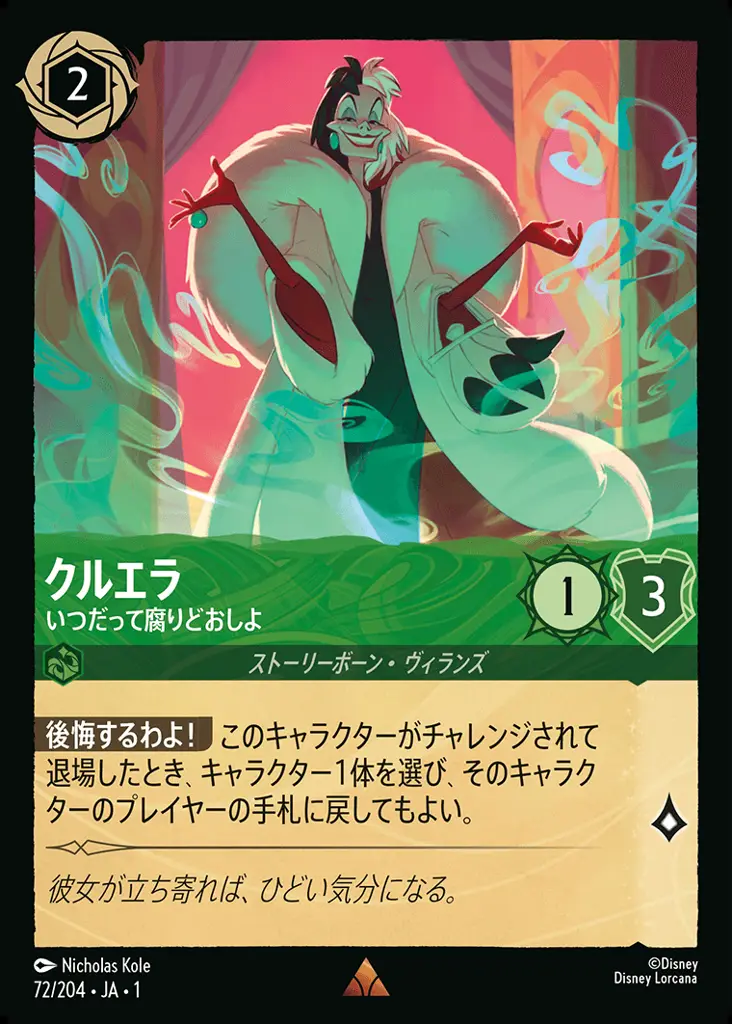 2
クルエラ
いつだって腐りどおしよ
1
3
ストーリーボーン・ヴィランズ
後悔するわよ! このキャラクターがチャレンジされて
退場したとき、キャラクター1体を選び、そのキャラク
ターのプレイヤーの手札に戻してもよい。
彼女が立ち寄れば、ひどい気分になる。
Nicholas Kole
©Disney
72/204・JA・1
Disney Lorcana